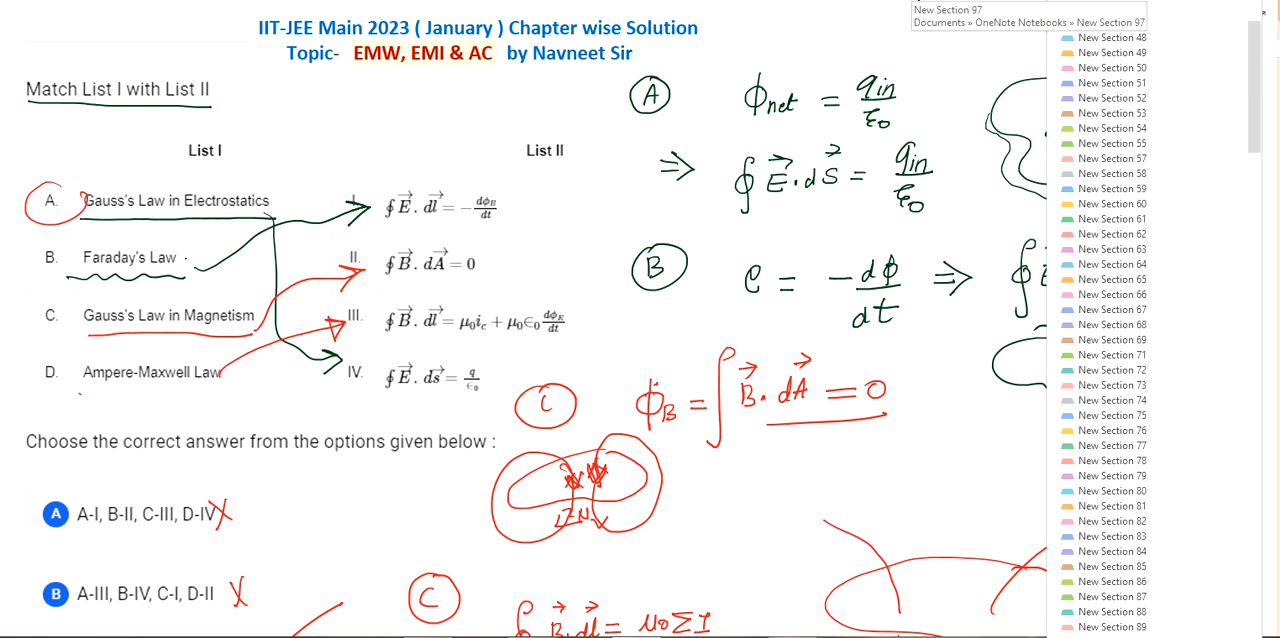 IIT-JEE Main 2023 ( January ) Chapter wise Solution
Topic- EMW, EMI & AC by Navneet Sir
Match List I with List II
List I List II
A. Gauss's Law in Electrostatics I. ∮E⃗. dl⃗ = −dϕ_B/dt
B. Faraday's Law II. ∮B⃗. dA⃗ = 0
C. Gauss's Law in Magnetism III. ∮B⃗. dl⃗ = μ₀i_c + μ₀∈₀ dϕ_E/dt
D. Ampere-Maxwell Law IV. ∮E⃗. ds⃗ = q/∈₀
Choose the correct answer from the options given below :
A A-I, B-II, C-III, D-IV X
B A-III, B-IV, C-I, D-II X
A ϕnet = qin/ε₀
⇒ ∮E⃗.dS⃗ = qin/ε₀
B e = −dϕ/dt ⇒ ∮
C ϕB = ∫B⃗.dA⃗ = 0
C ∮B⃗.dl⃗ = μ₀ΣI
New Section 97
Documents » OneNote Notebooks » New Section 97
New Section 48
New Section 49
New Section 50
New Section 51
New Section 52
New Section 53
New Section 54
New Section 55
New Section 57
New Section 58
New Section 59
New Section 60
New Section 61
New Section 62
New Section 63
New Section 64
New Section 65
New Section 66
New Section 67
New Section 68
New Section 69
New Section 71
New Section 72
New Section 73
New Section 74
New Section 75
New Section 76
New Section 77
New Section 78
New Section 79
New Section 80
New Section 81
New Section 82
New Section 83
New Section 84
New Section 85
New Section 86
New Section 87
New Section 88
New Section 89